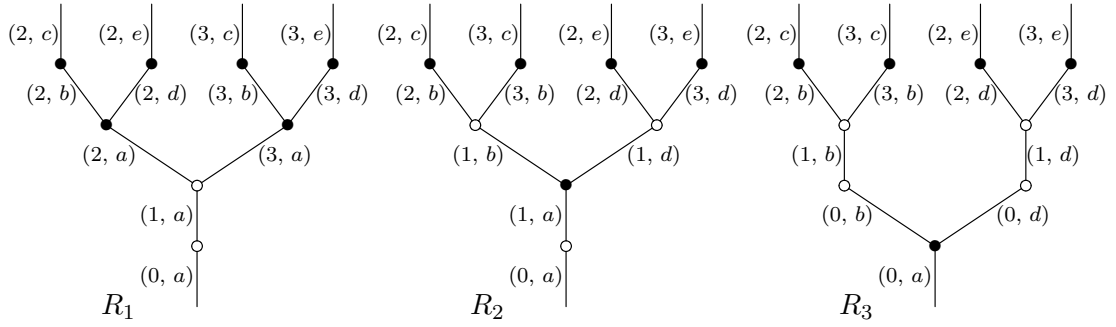 (2, c) (2, e) (3, c) (3, e) (2, c) (3, c) (2, e) (3, e) (2, c) (3, c) (2, e) (3, e)
(2, b) (2, d) (3, b) (3, d) (2, b) (3, b) (2, d) (3, d) (2, b) (3, b) (2, d) (3, d)
(2, a) (3, a) (1, b) (1, d) (1, b) (1, d)
(1, a) (1, a) (0, b) (0, d)
(0, a) (0, a) (0, a)
R1 R2 R3